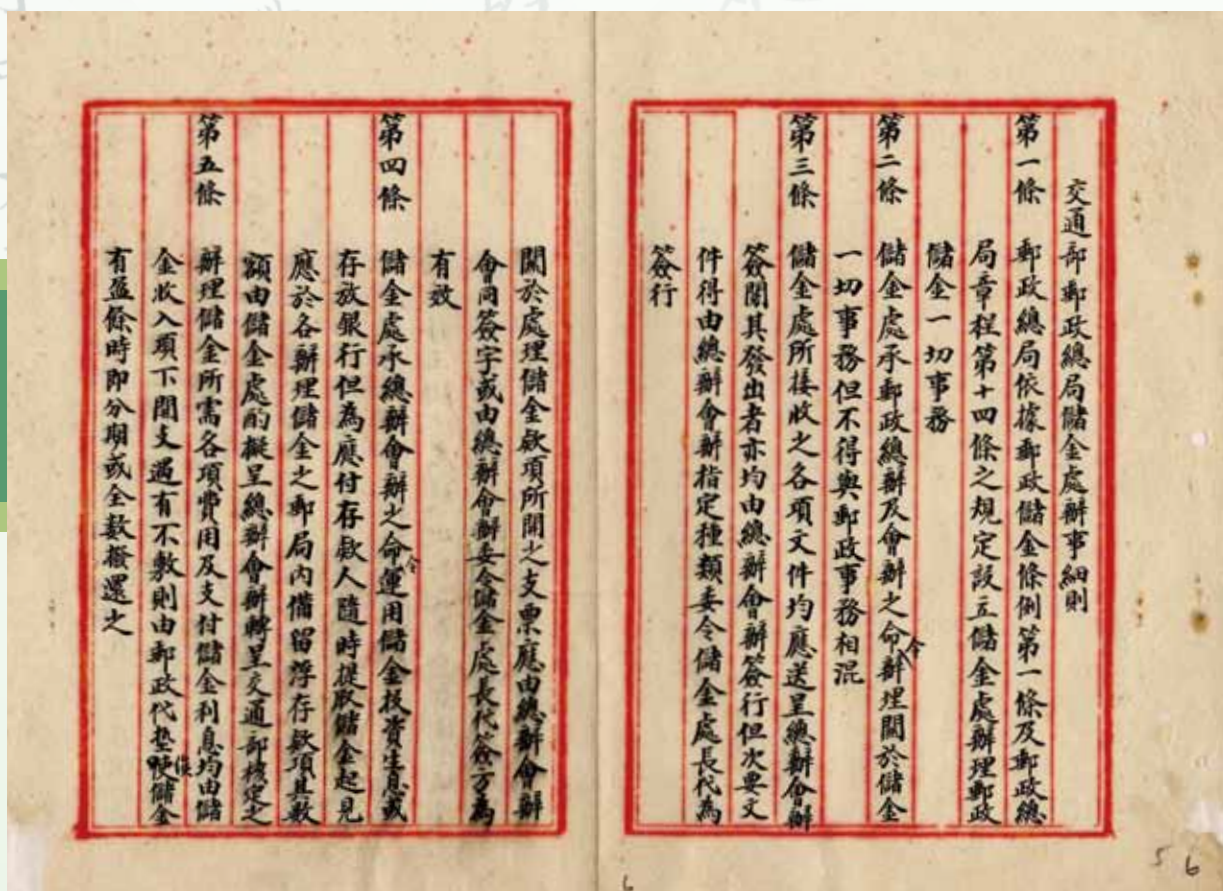 交通部郵政總局儲金處辦事細則
第一條 郵政總局依據郵政儲金條例第一條及郵政總
局章程第十四條之規定設立儲金處辦理郵政
儲金一切事務
第二條 儲金處承郵政總辦及會辦之命令辦理關於儲金
一切事務但不得與郵政事務相混
第三條 儲金處所接收之各項文件均應送呈總辦會辦
簽閱其發出者亦均由總辦會辦簽行但次要文
件得由總辦會辦指定種類委令儲金處長代為
簽行
關於處理儲金款項所開之支票應由總辦會辦
會同簽字或由總辦會辦委令儲金處長代簽方為
有效
第四條 儲金處承總辦會辦之命令運用儲金投資生息或
存放銀行但為應付存款人隨時提取儲金起見
應於各辦理儲金之郵局內備留浮存款項其數
額由儲金處酌擬呈總辦會辦轉呈交通部核定之
第五條 辦理儲金所需各項費用及支付儲金利息均由儲
金收入項下開支遇有不敷則由郵政代墊俟儲金
有盈餘時即分期或全數撥還之
5 6
6